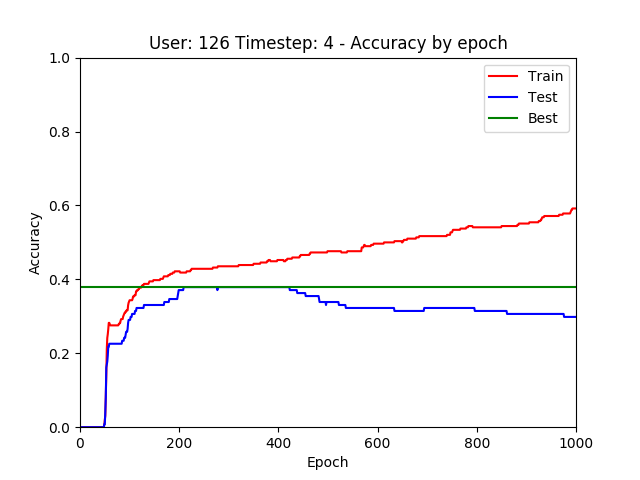 User: 126 Timestep: 4 - Accuracy by epoch
1.0
0.8
0.6
0.4
0.2
0.0
Accuracy
Train
Test
Best
0 200 400 600 800 1000
Epoch